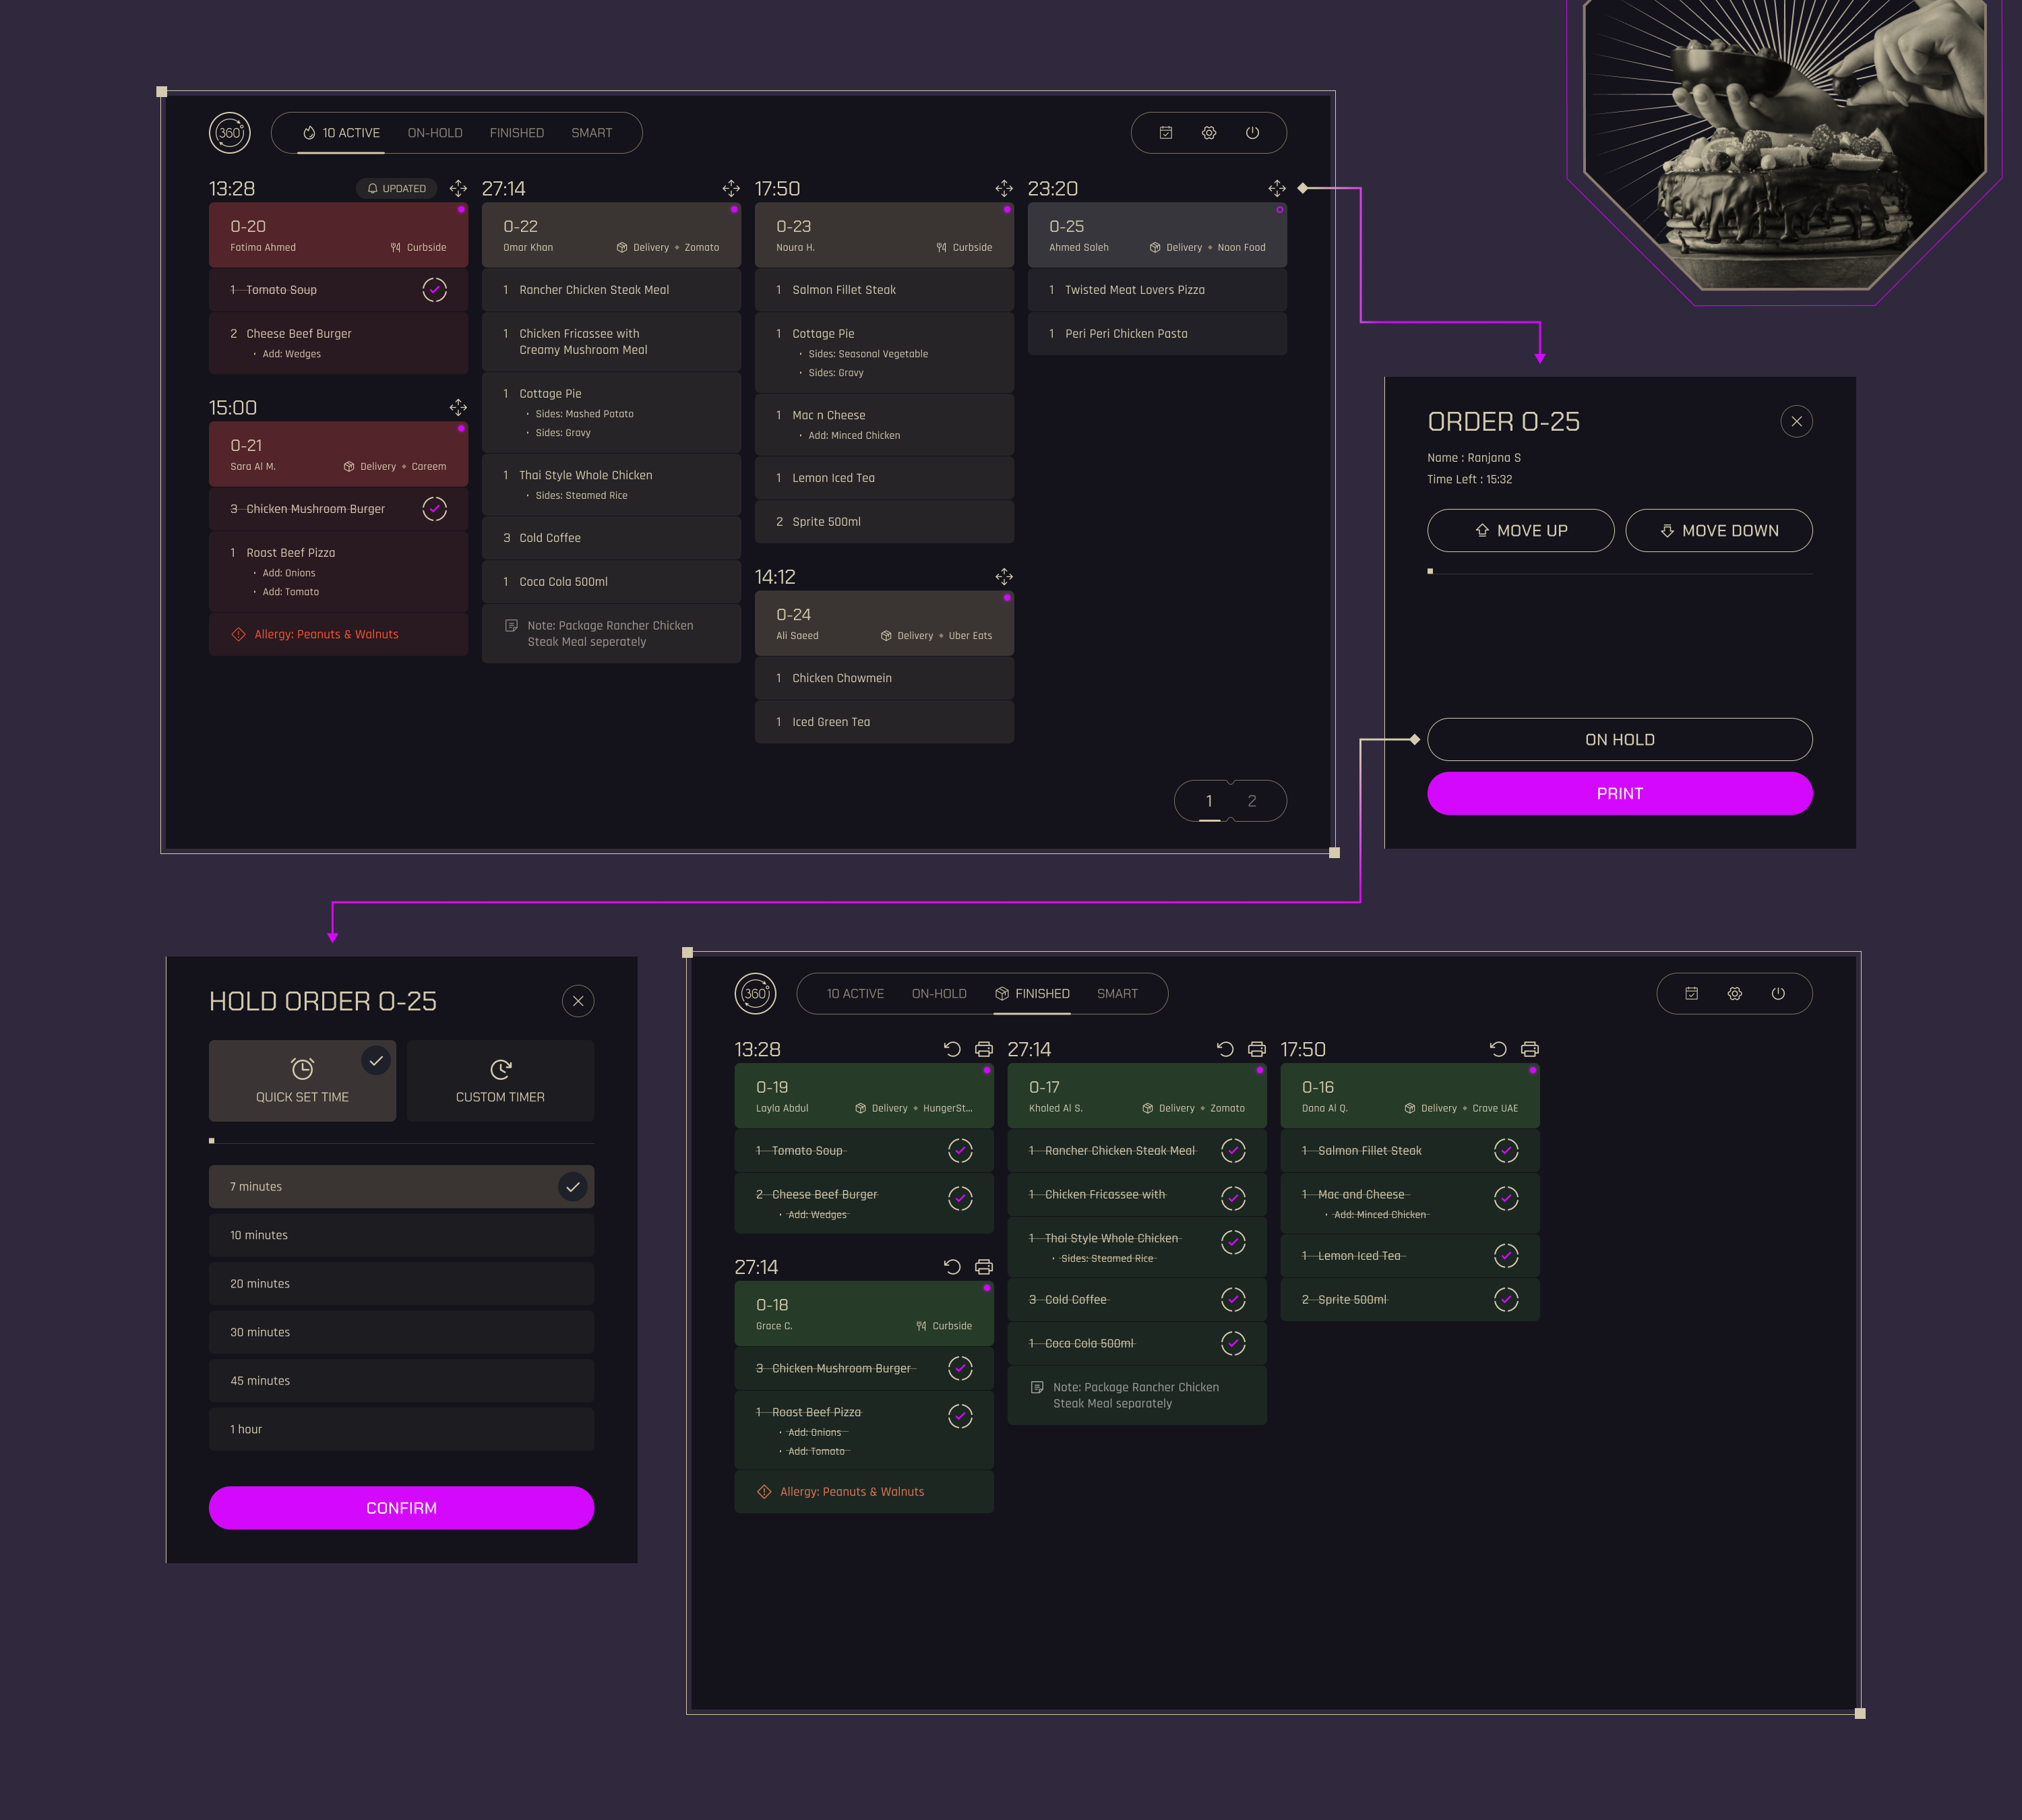 360°
10 ACTIVE
ON-HOLD
FINISHED
SMART
13:28
UPDATED
0-20
Fatima Ahmed
Curbside
1 Tomato Soup
2 Cheese Beef Burger
· Add: Wedges
15:00
0-21
Sara Al M.
Delivery • Careem
3 Chicken Mushroom Burger
1 Roast Beef Pizza
· Add: Onions
· Add: Tomato
Allergy: Peanuts & Walnuts
27:14
0-22
Omar Khan
Delivery • Zomato
1 Rancher Chicken Steak Meal
1 Chicken Fricassee with
Creamy Mushroom Meal
1 Cottage Pie
· Sides: Mashed Potato
· Sides: Gravy
1 Thai Style Whole Chicken
· Sides: Steamed Rice
3 Cold Coffee
1 Coca Cola 500ml
Note: Package Rancher Chicken
Steak Meal seperately
17:50
0-23
Noura H.
Curbside
1 Salmon Fillet Steak
1 Cottage Pie
· Sides: Seasonal Vegetable
· Sides: Gravy
1 Mac n Cheese
· Add: Minced Chicken
1 Lemon Iced Tea
2 Sprite 500ml
14:12
0-24
Ali Saeed
Delivery • Uber Eats
1 Chicken Chowmein
1 Iced Green Tea
23:20
0-25
Ahmed Saleh
Delivery • Noon Food
1 Twisted Meat Lovers Pizza
1 Peri Peri Chicken Pasta
1
2
ORDER 0-25
Name : Ranjana S
Time Left : 15:32
MOVE UP
MOVE DOWN
ON HOLD
PRINT
HOLD ORDER 0-25
QUICK SET TIME
CUSTOM TIMER
7 minutes
10 minutes
20 minutes
30 minutes
45 minutes
1 hour
CONFIRM
360°
10 ACTIVE
ON-HOLD
FINISHED
SMART
13:28
0-19
Layla Abdul
Delivery • HungerSt...
1 Tomato Soup
2 Cheese Beef Burger
· Add: Wedges
27:14
0-18
Grace C.
Curbside
3 Chicken Mushroom Burger
1 Roast Beef Pizza
· Add: Onions
· Add: Tomato
Allergy: Peanuts & Walnuts
27:14
0-17
Khaled Al S.
Delivery • Zomato
1 Rancher Chicken Steak Meal
1 Chicken Fricassee with
1 Thai Style Whole Chicken
· Sides: Steamed Rice
3 Cold Coffee
1 Coca Cola 500ml
Note: Package Rancher Chicken
Steak Meal separately
17:50
0-16
Dana Al Q.
Delivery • Crave UAE
1 Salmon Fillet Steak
1 Mac and Cheese
· Add: Minced Chicken
1 Lemon Iced Tea
2 Sprite 500ml